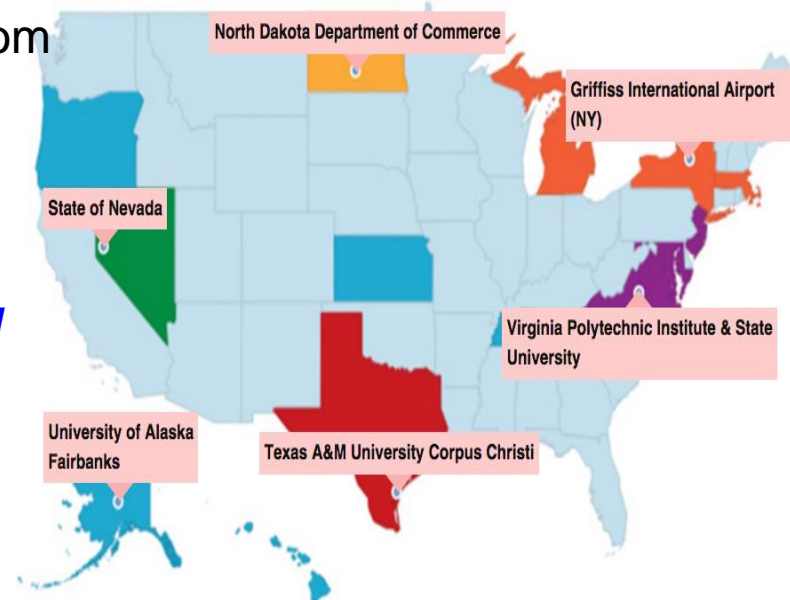 om
North Dakota Department of Commerce
Griffiss International Airport
(NY)
State of Nevada
Virginia Polytechnic Institute & State
University
University of Alaska
Fairbanks
Texas A&M University Corpus Christi